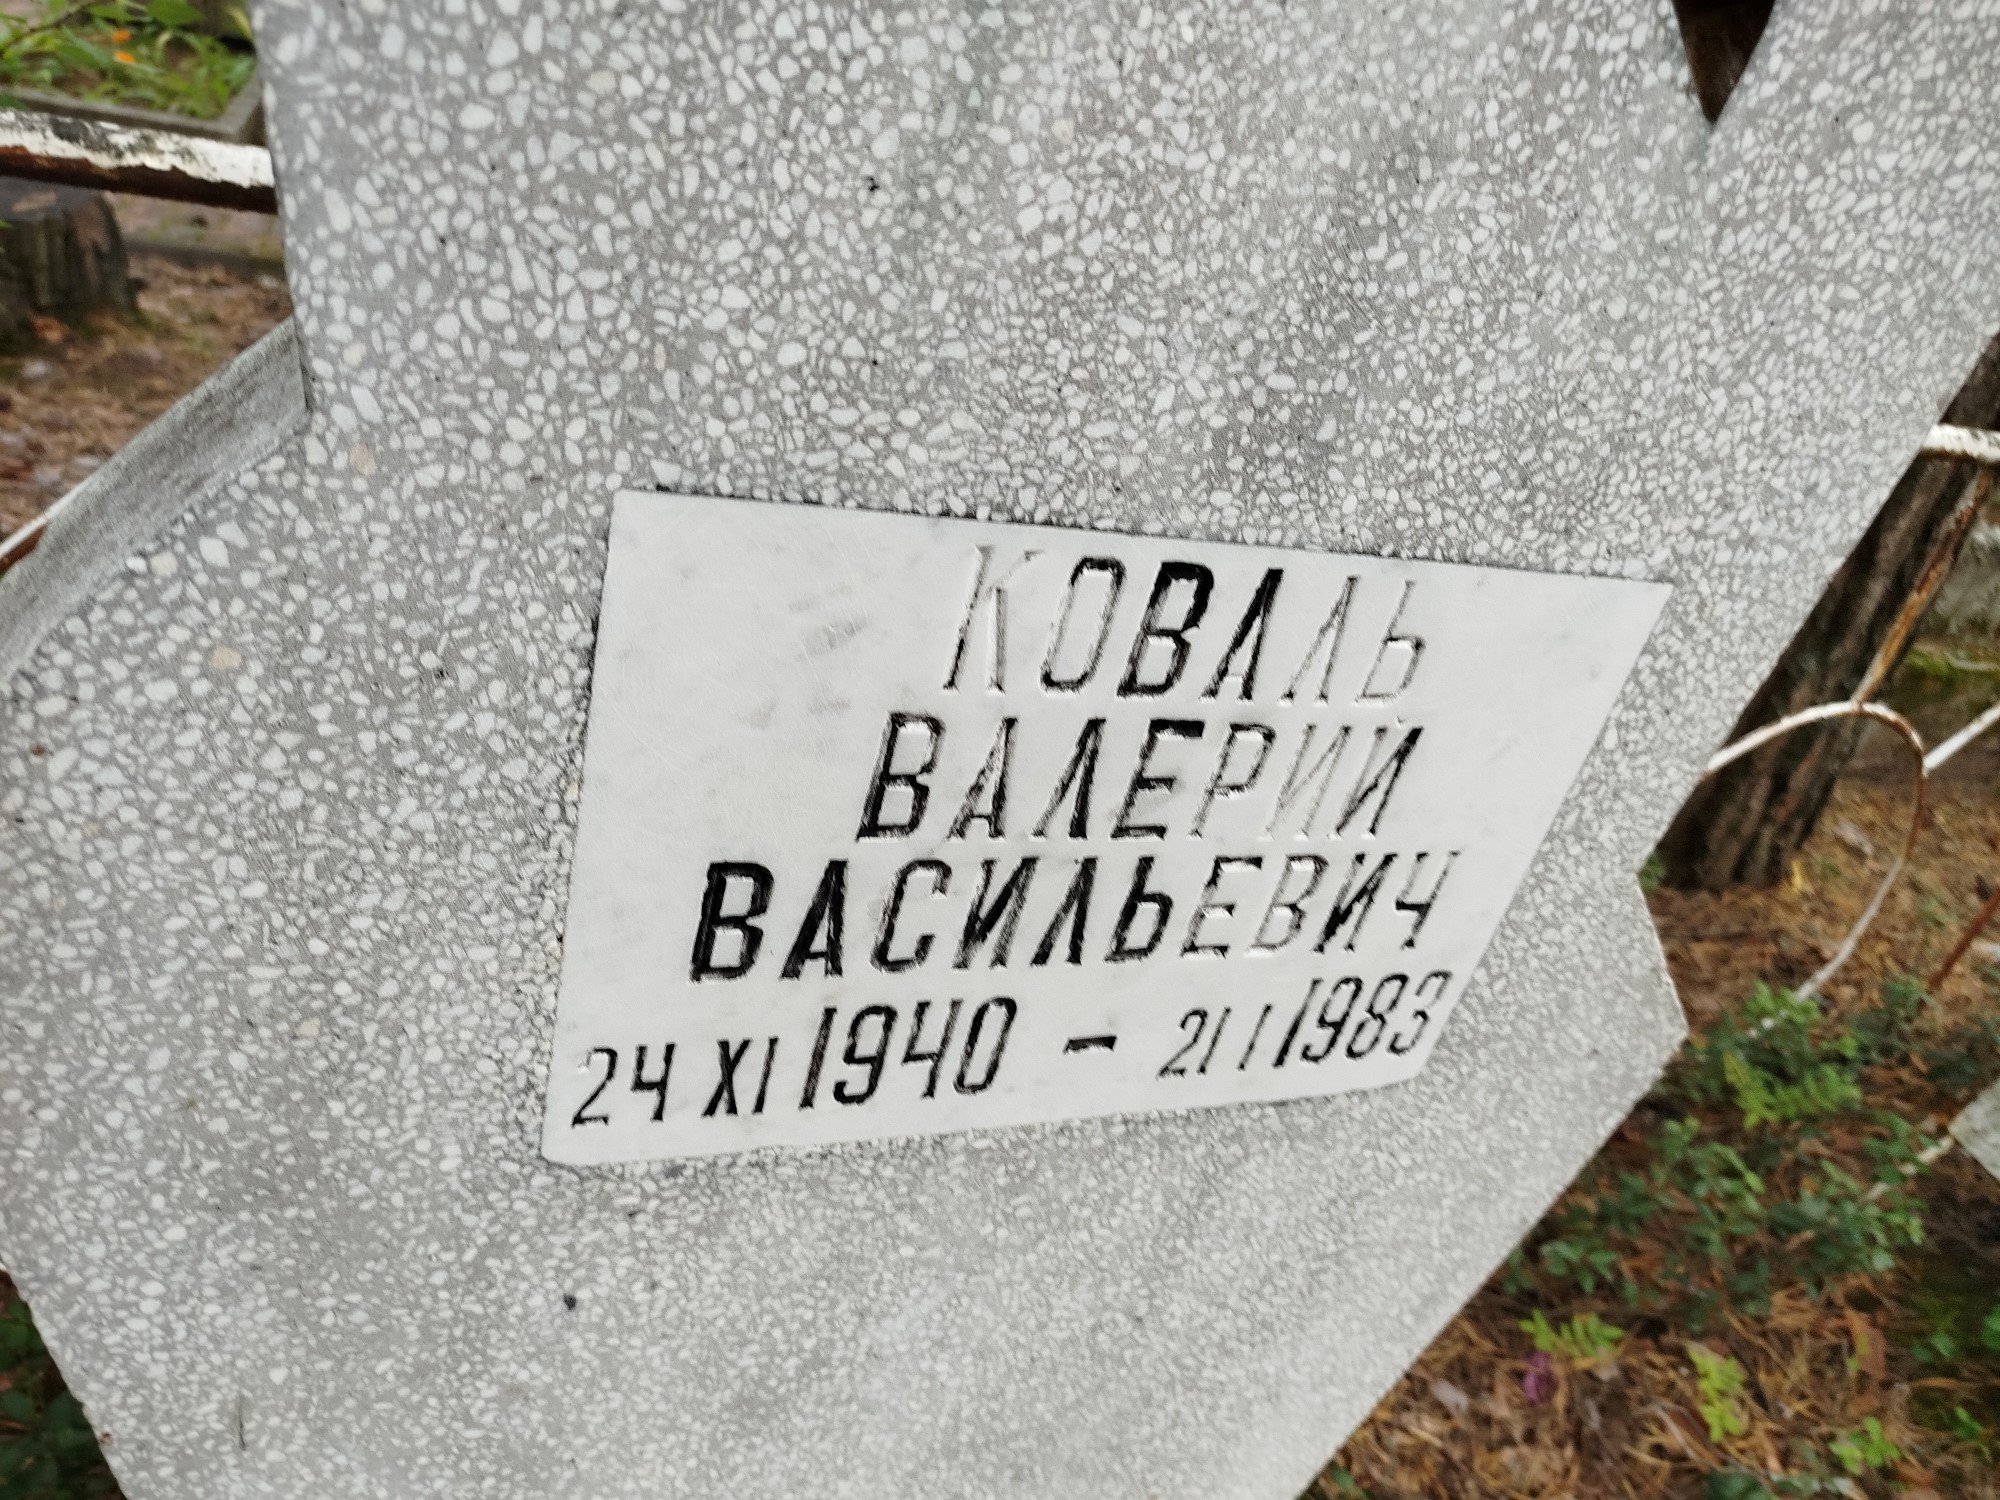 КОВАЛЬ
ВАЛЕРИЙ
ВАСИЛЬЕВИЧ
24 XI 1940 – 21 I 1983